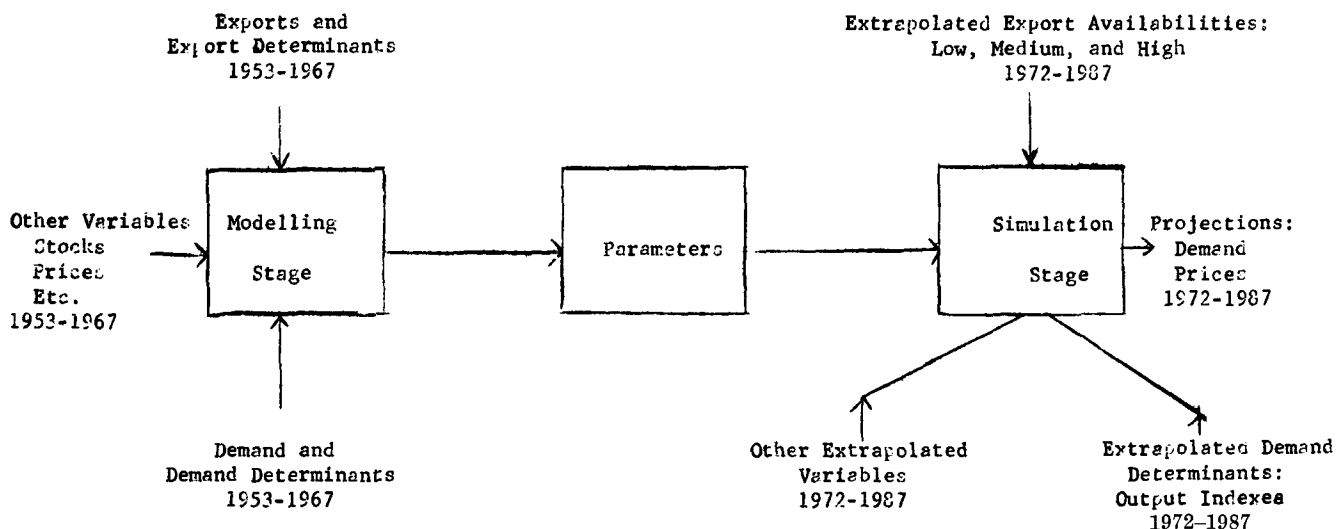 Exports and
Export Determinants
1953-1967
Extrapolated Export Availabilities:
Low, Medium, and High
1972-1987
Other Variables
Stocks
Prices
Etc.
1953-1967
Modelling
Stage
Parameters
Simulation
Stage
Projections:
Demand
Prices
1972-1987
Demand and
Demand Determinants
1953-1967
Other Extrapolated
Variables
1972-1987
Extrapolated Demand
Determinants:
Output Indexes
1972–1987